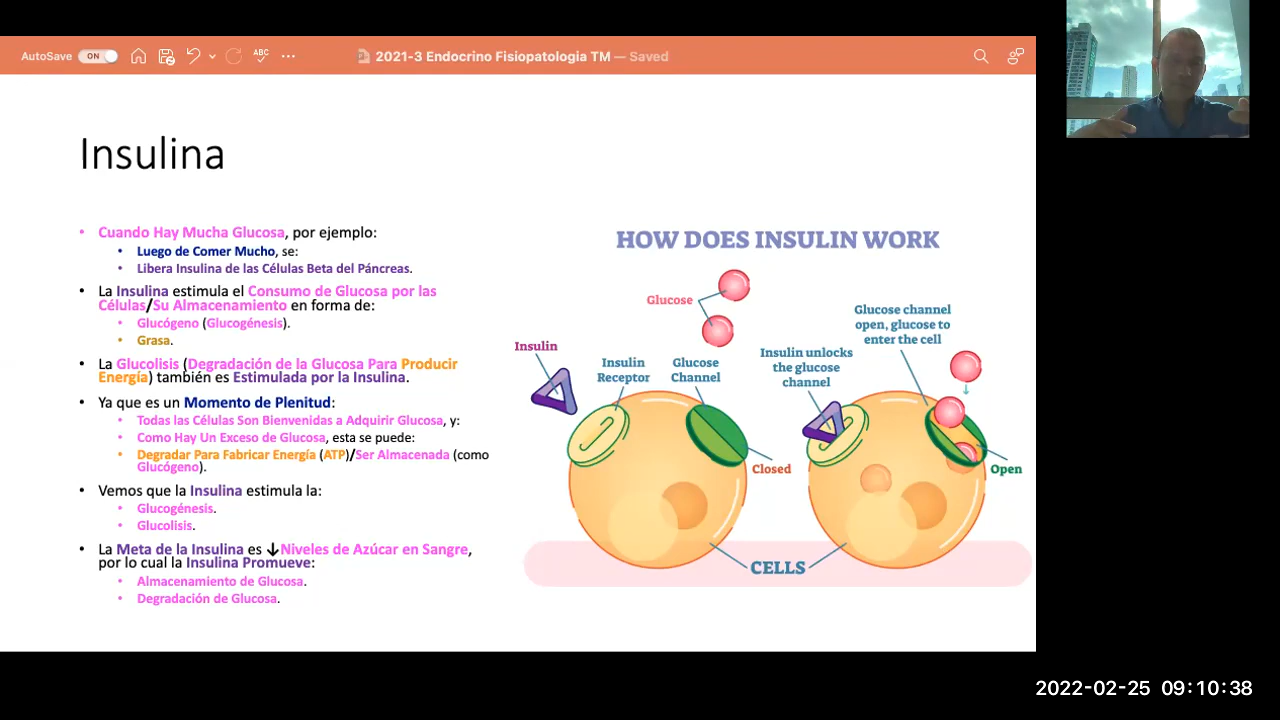 AutoSave ON ABC ... 2021-3 Endocrino Fisiopatologia TM — Saved
Insulina
• Cuando Hay Mucha Glucosa, por ejemplo:
• Luego de Comer Mucho, se:
• Libera Insulina de las Células Beta del Páncreas.
• La Insulina estimula el Consumo de Glucosa por las
Células/Su Almacenamiento en forma de:
• Glucógeno (Glucogénesis).
• Grasa.
• La Glucolisis (Degradación de la Glucosa Para Producir
Energía) también es Estimulada por la Insulina.
• Ya que es un Momento de Plenitud:
• Todas las Células Son Bienvenidas a Adquirir Glucosa, y:
• Como Hay Un Exceso de Glucosa, esta se puede:
• Degradar Para Fabricar Energía (ATP)/Ser Almacenada (como
Glucógeno).
• Vemos que la Insulina estimula la:
• Glucogénesis.
• Glucolisis.
• La Meta de la Insulina es ↓Niveles de Azúcar en Sangre,
por lo cual la Insulina Promueve:
• Almacenamiento de Glucosa.
• Degradación de Glucosa.
HOW DOES INSULIN WORK
Glucose
Insulin
Insulin
Receptor
Glucose
Channel
Closed
Insulin unlocks
the glucose
channel
Glucose channel
open, glucose to
enter the cell
Open
CELLS
2022-02-25 09:10:38